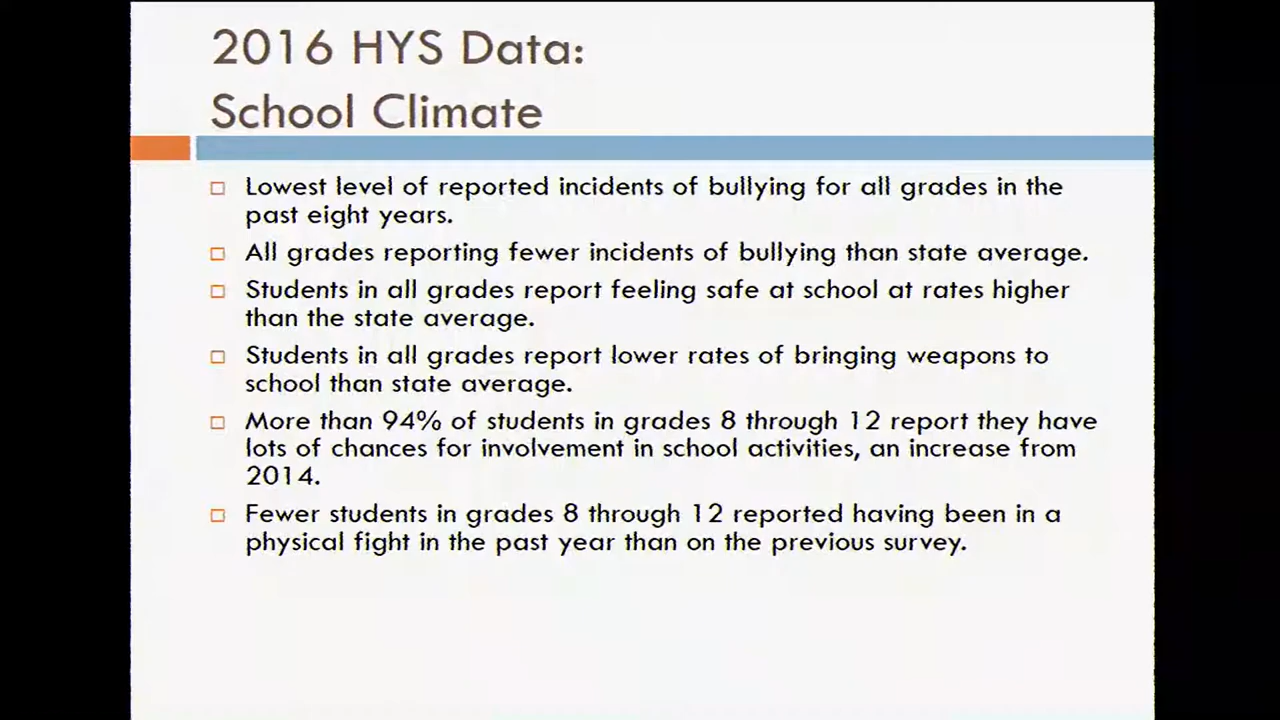 2016 HYS Data:
School Climate
Lowest level of reported incidents of bullying for all grades in the
past eight years.
All grades reporting fewer incidents of bullying than state average.
Students in all grades report feeling safe at school at rates higher
than the state average.
Students in all grades report lower rates of bringing weapons to
school than state average.
More than 94% of students in grades 8 through 12 report they have
lots of chances for involvement in school activities, an increase from
2014.
Fewer students in grades 8 through 12 reported having been in a
physical fight in the past year than on the previous survey.